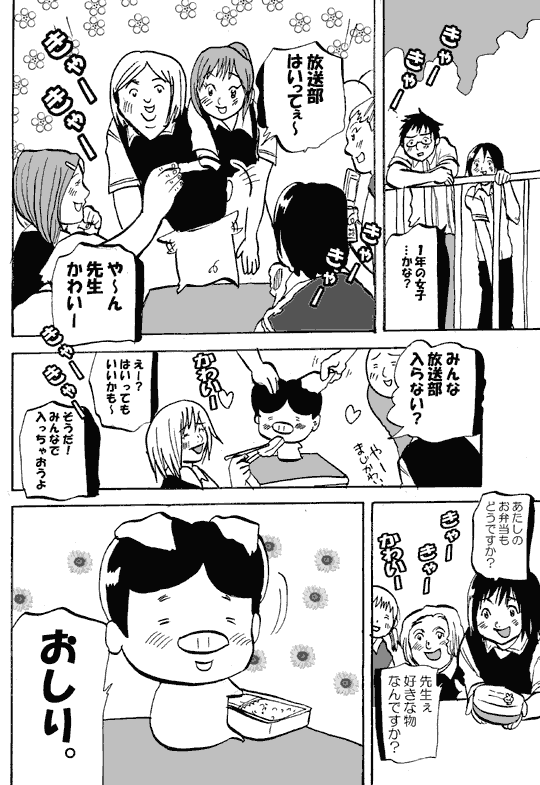 きゃー
きゃー
1年の女子
…かな?
放送部
はいってぇ〜
きゃー
きゃー
きゃー
きゃー
や〜ん
先生
かわいー
みんな
放送部
入らない?
かわいー
やー
まじかわ
えー?
はいっても
いいかも〜
きゃー
きゃー
そうだ!
みんなで
入っちゃおうよ
あたしの
お弁当も
どうですか?
きゃー
きゃー
かわいー
先生ぇ
好きな物
なんですか?
おしり。